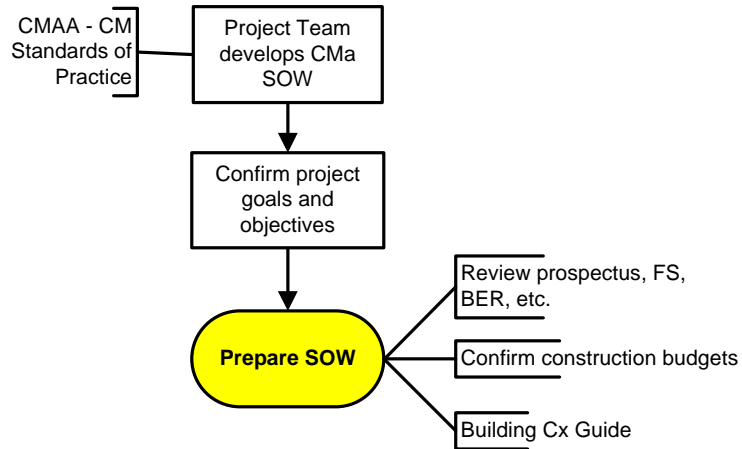 CMAA - CM
Standards of
Practice
Project Team
develops CMa
SOW
Confirm project
goals and
objectives
Prepare SOW
Review prospectus, FS,
BER, etc.
Confirm construction budgets
Building Cx Guide